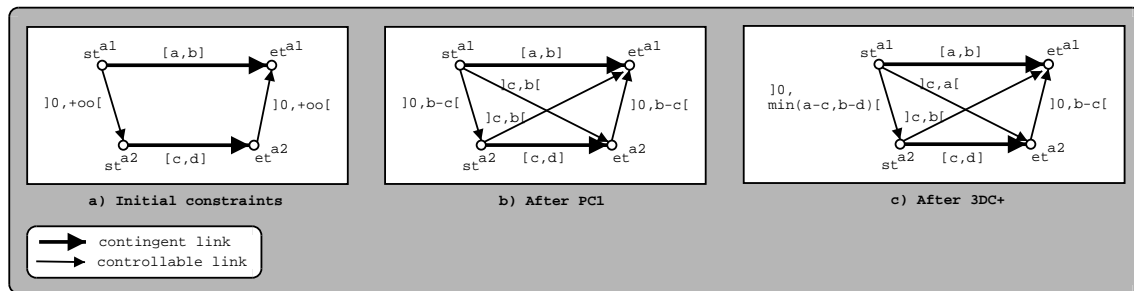 st a1
[a,b]
et a1
]0,+oo[
]0,+oo[
st a2
[c,d]
et a2
a) Initial constraints
st a1
[a,b]
et a1
]c,b[
]0,b-c[
]c,b[
]0,b-c[
st a2
[c,d]
et a2
b) After PC1
st a1
[a,b]
et a1
]c,a[
]0,
min(a-c,b-d)[
]c,b[
]0,b-c[
st a2
[c,d]
et a2
c) After 3DC+
contingent link
controllable link